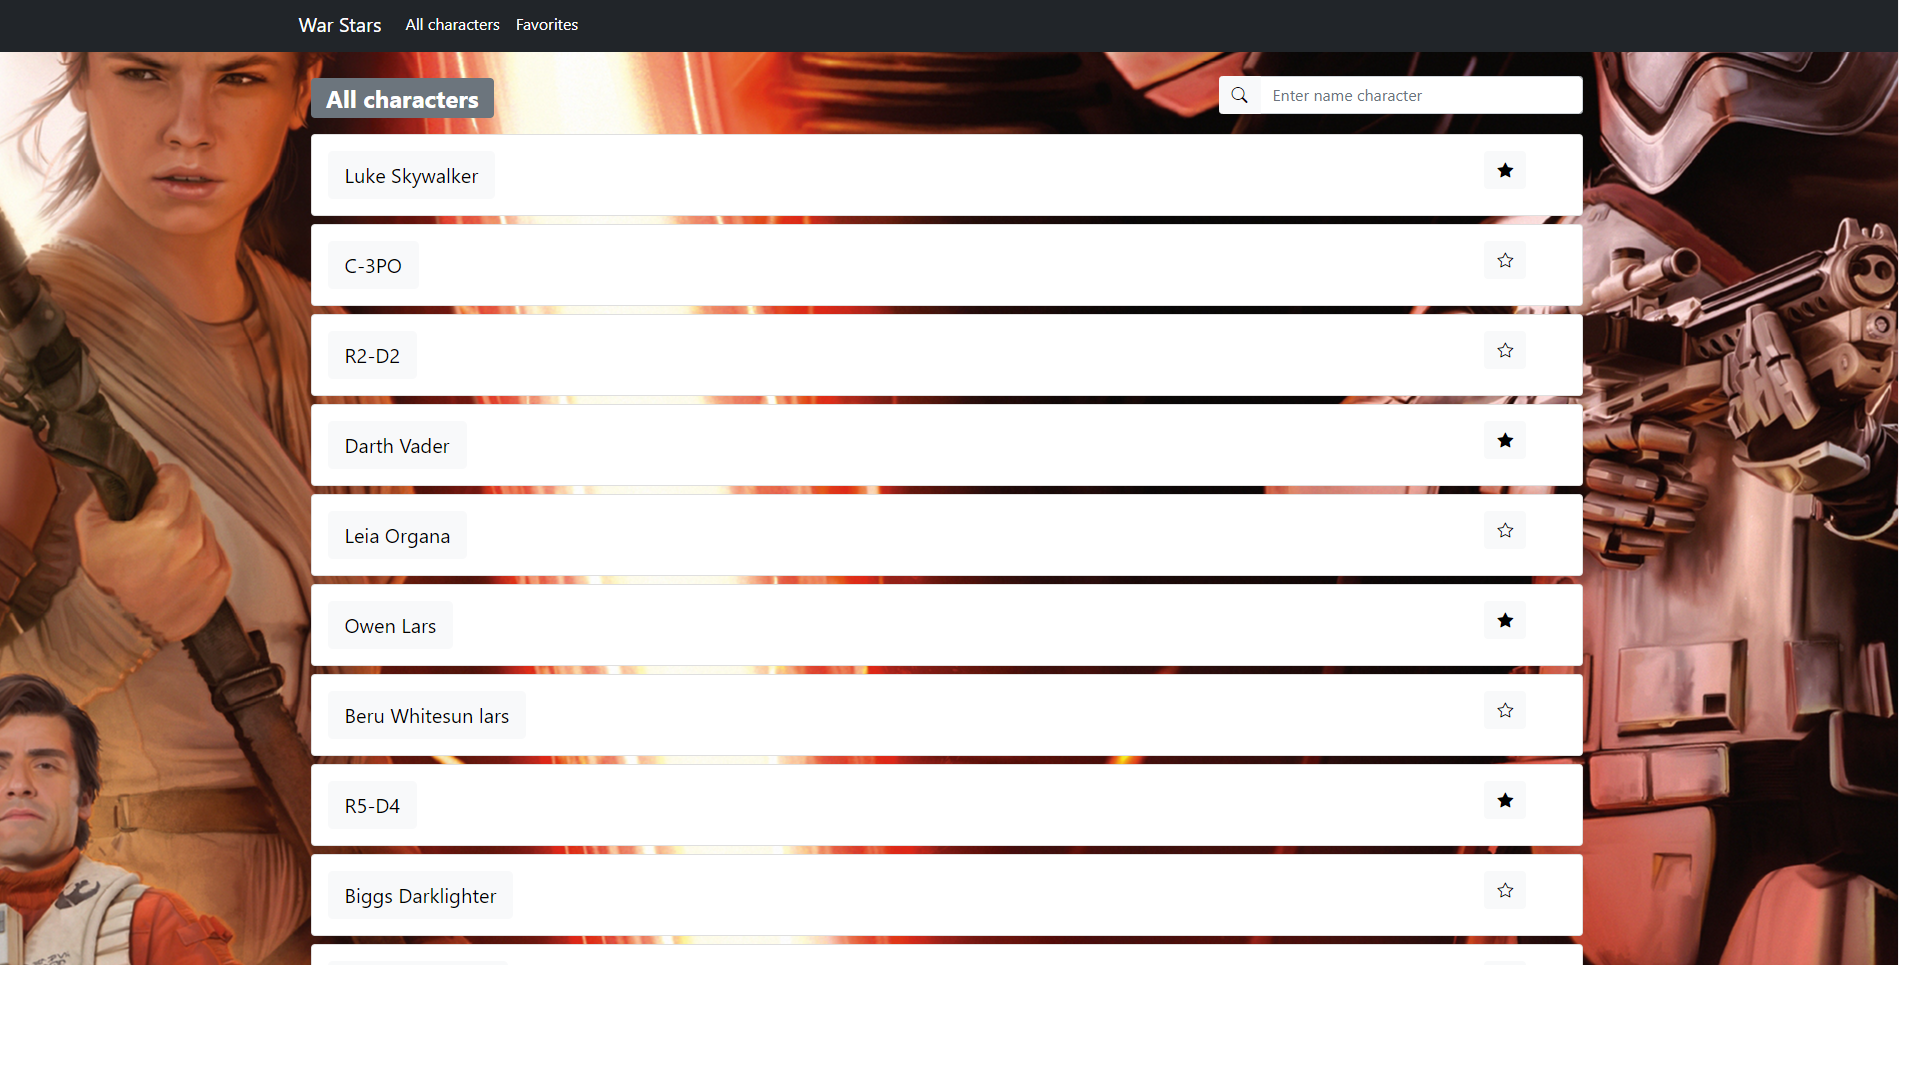 War Stars All characters Favorites
All characters
Enter name character
Luke Skywalker
C-3PO
R2-D2
Darth Vader
Leia Organa
Owen Lars
Beru Whitesun lars
R5-D4
Biggs Darklighter